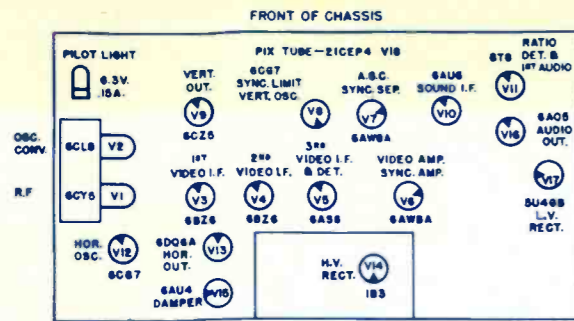 FRONT OF CHASSIS
PILOT LIGHT
6.3V.
.15A.
PIX TUBE-21CEP4 V18
VERT.
OUT.
V9
6CZ5
6CG7
SYNC. LIMIT
VERT. OSC.
V8
A.G.C.
SYNC. SEP.
V7
6AW8A
6AU6
SOUND I.F.
V10
RATIO
DET. &
1ST AUDIO
6T8
V11
6AQ5
AUDIO
OUT.
V16
OSC.
CONV.
6CL8
V2
R.F
6CY5
V1
1ST
VIDEO I.F.
V3
6BZ6
2ND
VIDEO I.F.
V4
6BZ6
3RD
VIDEO I.F.
& DET.
V5
6AS6
VIDEO AMP.
SYNC. AMP.
V6
6AW8A
V17
5U4GB
L.V.
RECT.
HOR.
OSC.
V12
6CG7
6DQ6A
HOR.
OUT.
V13
6AU4
DAMPER
V15
H.V.
RECT.
V14
1B3